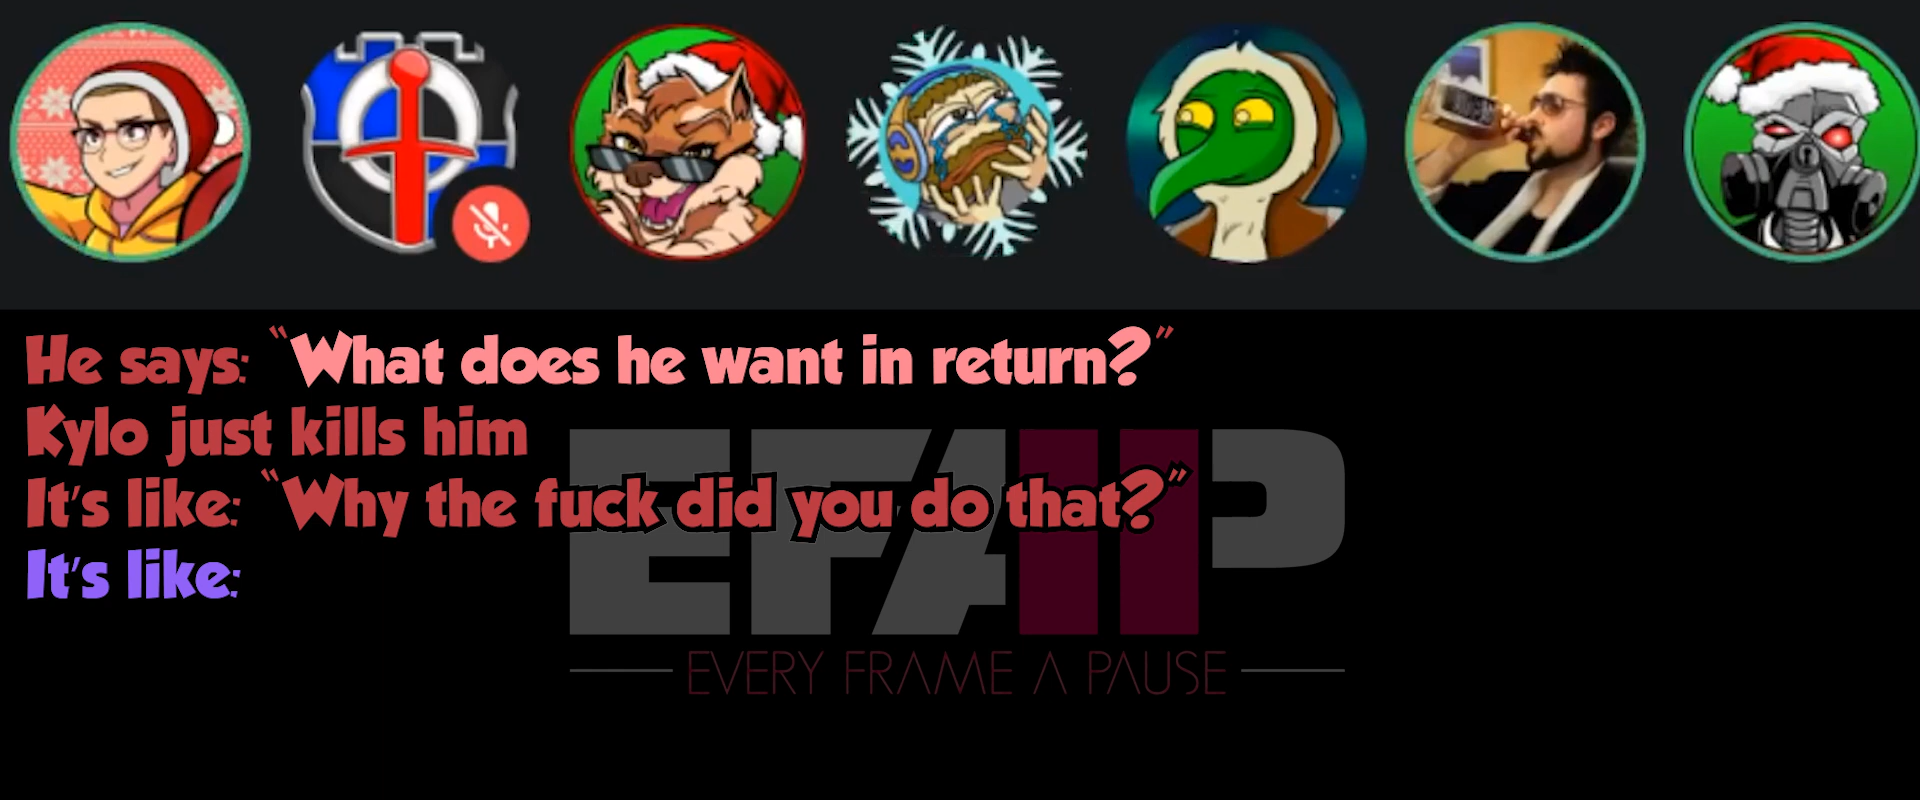 He says: "What does he want in return?"
Kylo just kills him
It's like: "Why the fuck did you do that?"
It's like:
EFAP
EVERY FRAME A PAUSE